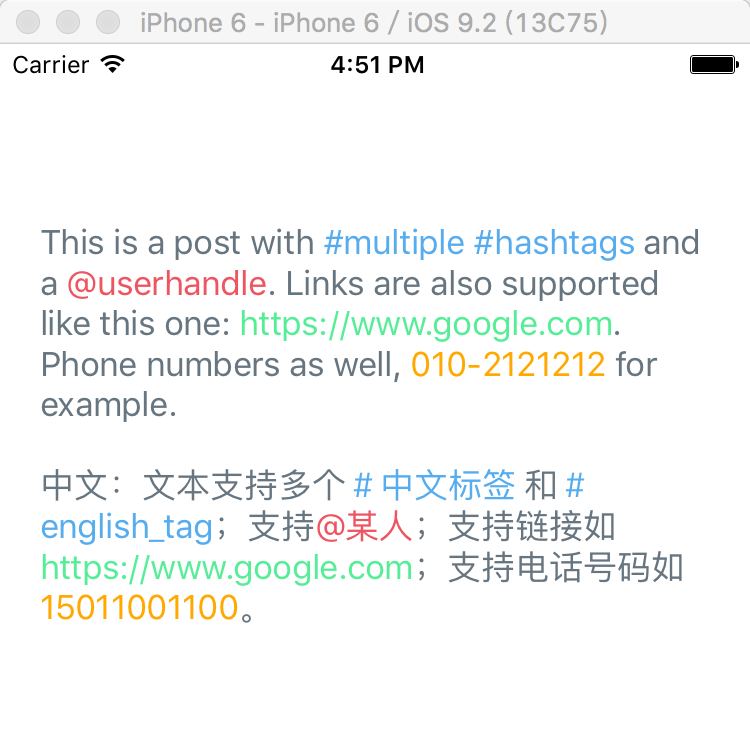 iPhone 6 - iPhone 6 / iOS 9.2 (13C75)
Carrier 4:51 PM
This is a post with #multiple #hashtags and
a @userhandle. Links are also supported
like this one: https://www.google.com.
Phone numbers as well, 010-2121212 for
example.
中文：文本支持多个 # 中文标签 和 #
english_tag；支持@某人；支持链接如
https://www.google.com；支持电话号码如
15011001100。